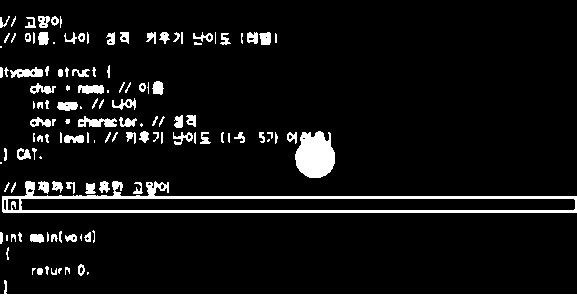 // 고양이
// 이름, 나이, 성격, 키우기 난이도 (레벨)
typedef struct {
char * name; // 이름
int age; // 나이
char * character; // 성격
int level; // 키우기 난이도 (1~5, 5가
} CAT;
// 현재까지 보유한 고양이
int
int main(void)
{
return 0;
}